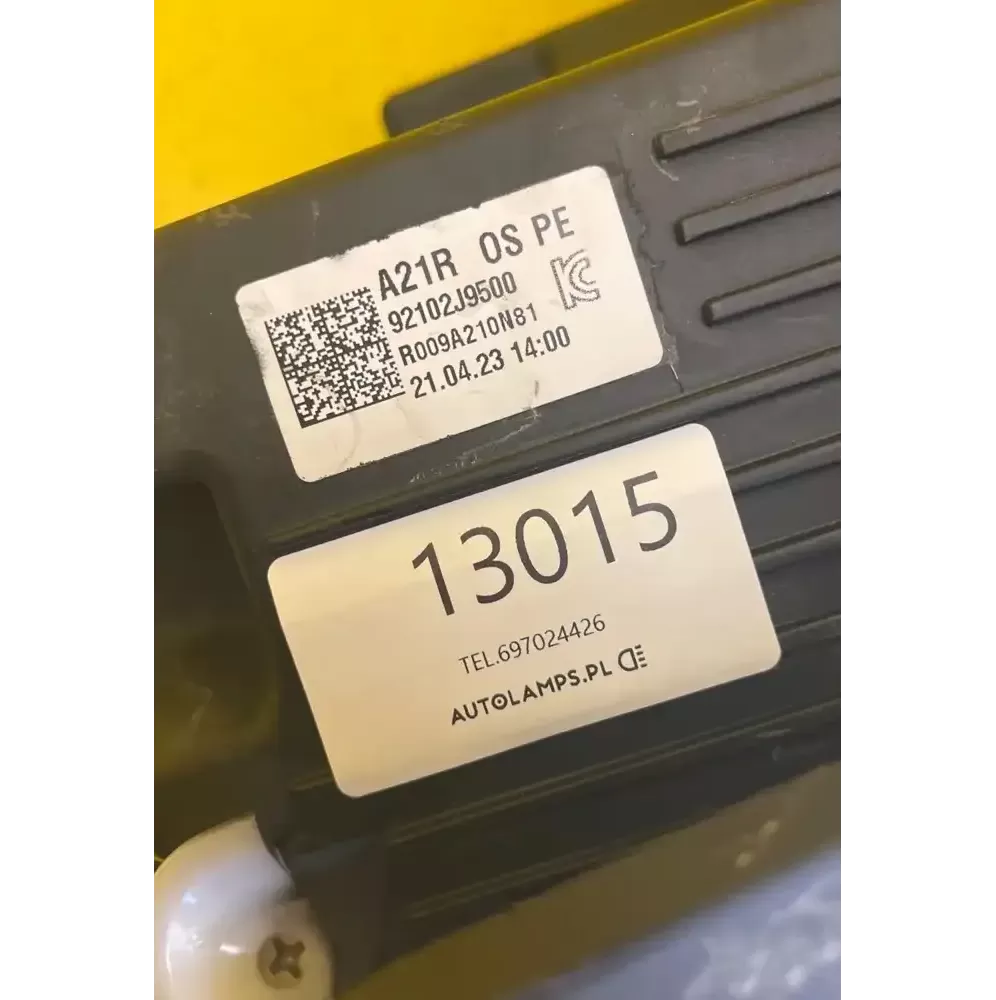 A21R OS PE
92102J9500
R009A210N81
21.04.23 14:00
13015
TEL.697024426
AUTOLAMPS.PL